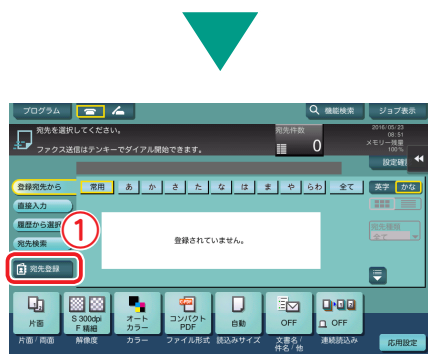 プログラム
機能検索
ジョブ表示
宛先を選択してください。
ファクス送信はテンキーでダイアル開始できます。
宛先件数
0
2016/05/23
08:51
メモリー残量
100%
設定確
登録宛先から
常用
あ
か
さ
た
な
は
ま
や
らわ
全て
英字
かな
直接入力
履歴から選択
宛先検索
宛先登録
1
登録されていません。
宛先種類
全て
片面
S 300dpi
F 精細
オート
カラー
コンパクト
PDF
自動
OFF
OFF
片面/両面
解像度
カラー
ファイル形式
読込みサイズ
文書名/
件名/他
連続読込み
応用設定